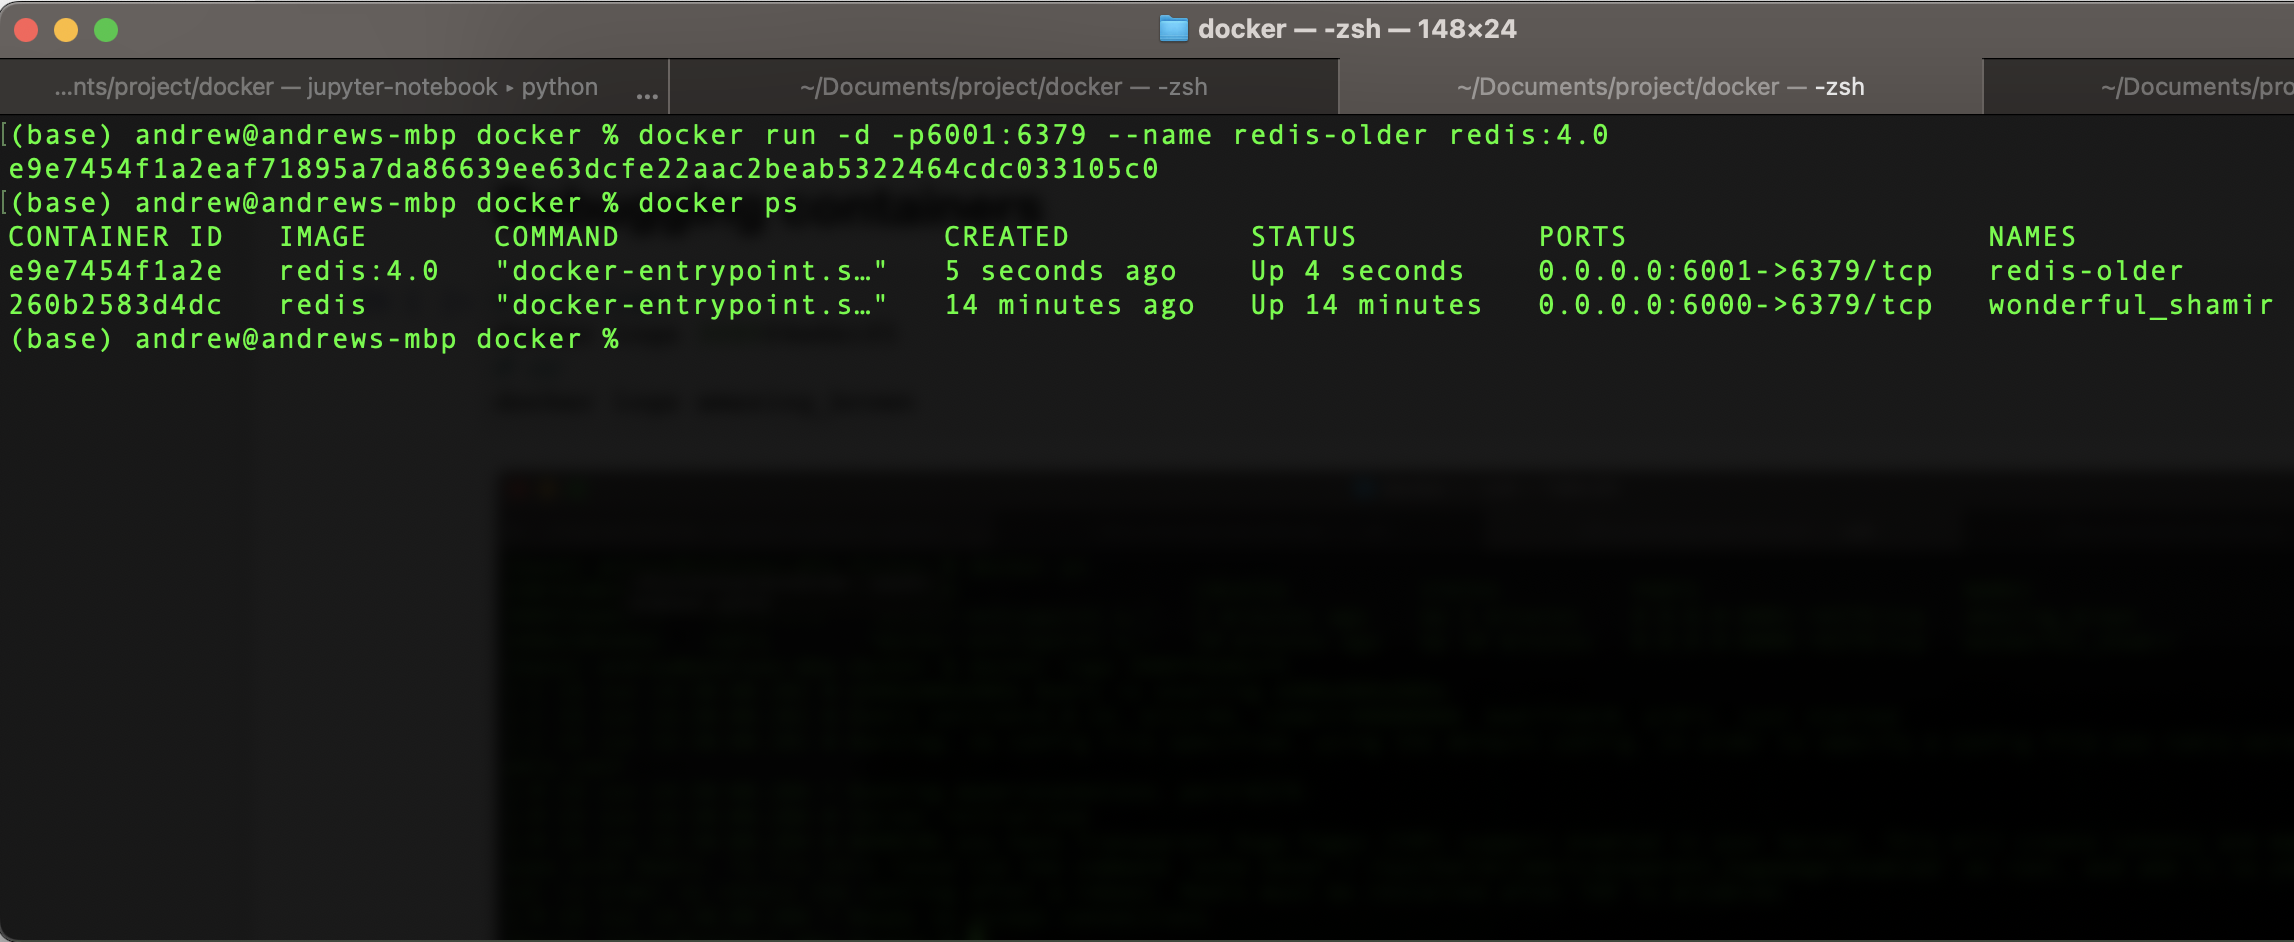 docker — -zsh — 148×24
...nts/project/docker — jupyter-notebook ▸ python ... ~/Documents/project/docker — -zsh ~/Documents/project/docker — -zsh ~/Documents/pro
(base) andrew@andrews-mbp docker % docker run -d -p6001:6379 --name redis-older redis:4.0
e9e7454f1a2eaf71895a7da86639ee63dcfe22aac2beab5322464cdc033105c0
(base) andrew@andrews-mbp docker % docker ps
CONTAINER ID IMAGE COMMAND CREATED STATUS PORTS NAMES
e9e7454f1a2e redis:4.0 "docker-entrypoint.s…" 5 seconds ago Up 4 seconds 0.0.0.0:6001->6379/tcp redis-older
260b2583d4dc redis "docker-entrypoint.s…" 14 minutes ago Up 14 minutes 0.0.0.0:6000->6379/tcp wonderful_shamir
(base) andrew@andrews-mbp docker %